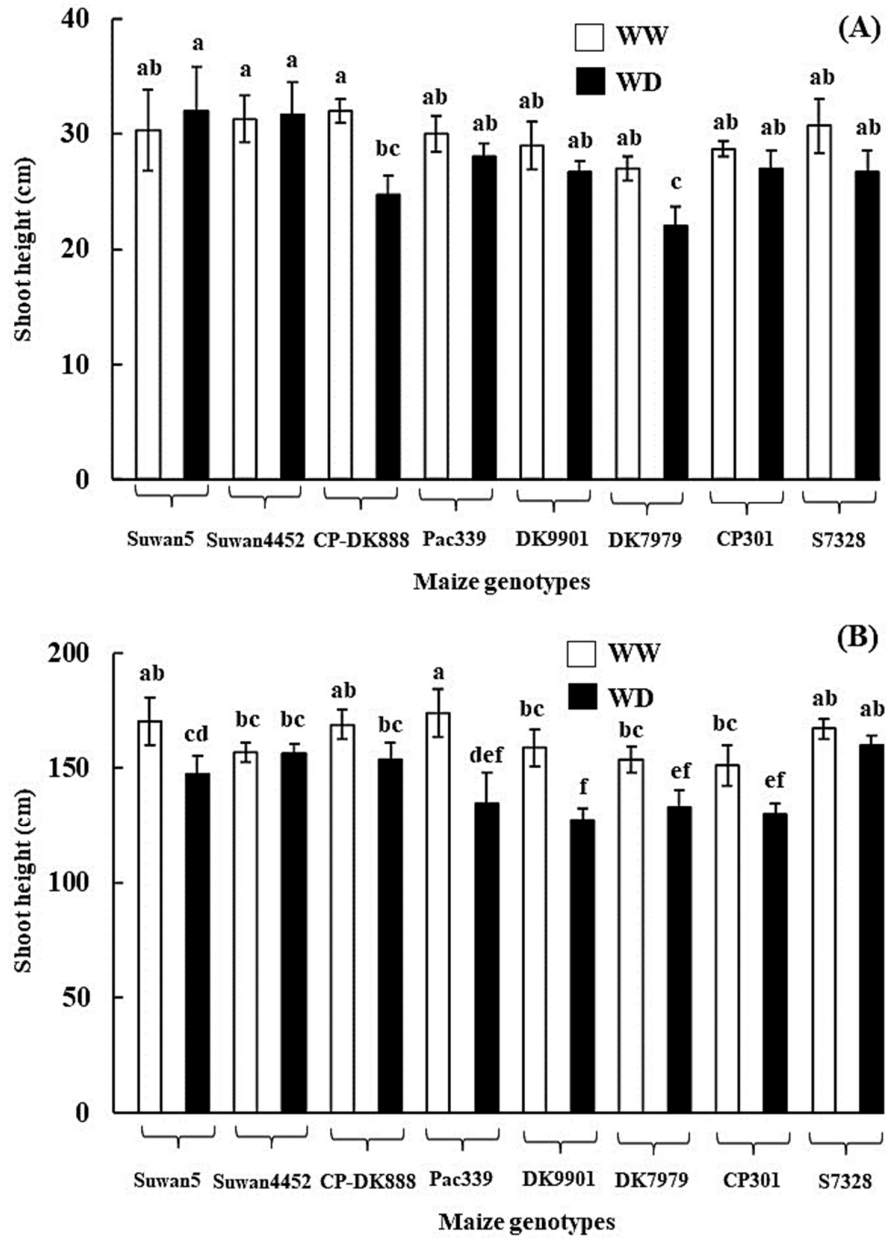 (A)
WW
WD
Shoot height (cm)
40
30
20
10
0
ab a a a a bc ab ab ab ab ab c ab ab ab ab
Suwan5 Suwan4452 CP-DK888 Pac339 DK9901 DK7979 CP301 S7328
Maize genotypes
(B)
WW
WD
Shoot height (cm)
200
150
100
50
0
ab cd bc bc ab bc a def bc f bc ef bc ef ab ab
Suwan5 Suwan4452 CP-DK888 Pac339 DK9901 DK7979 CP301 S7328
Maize genotypes